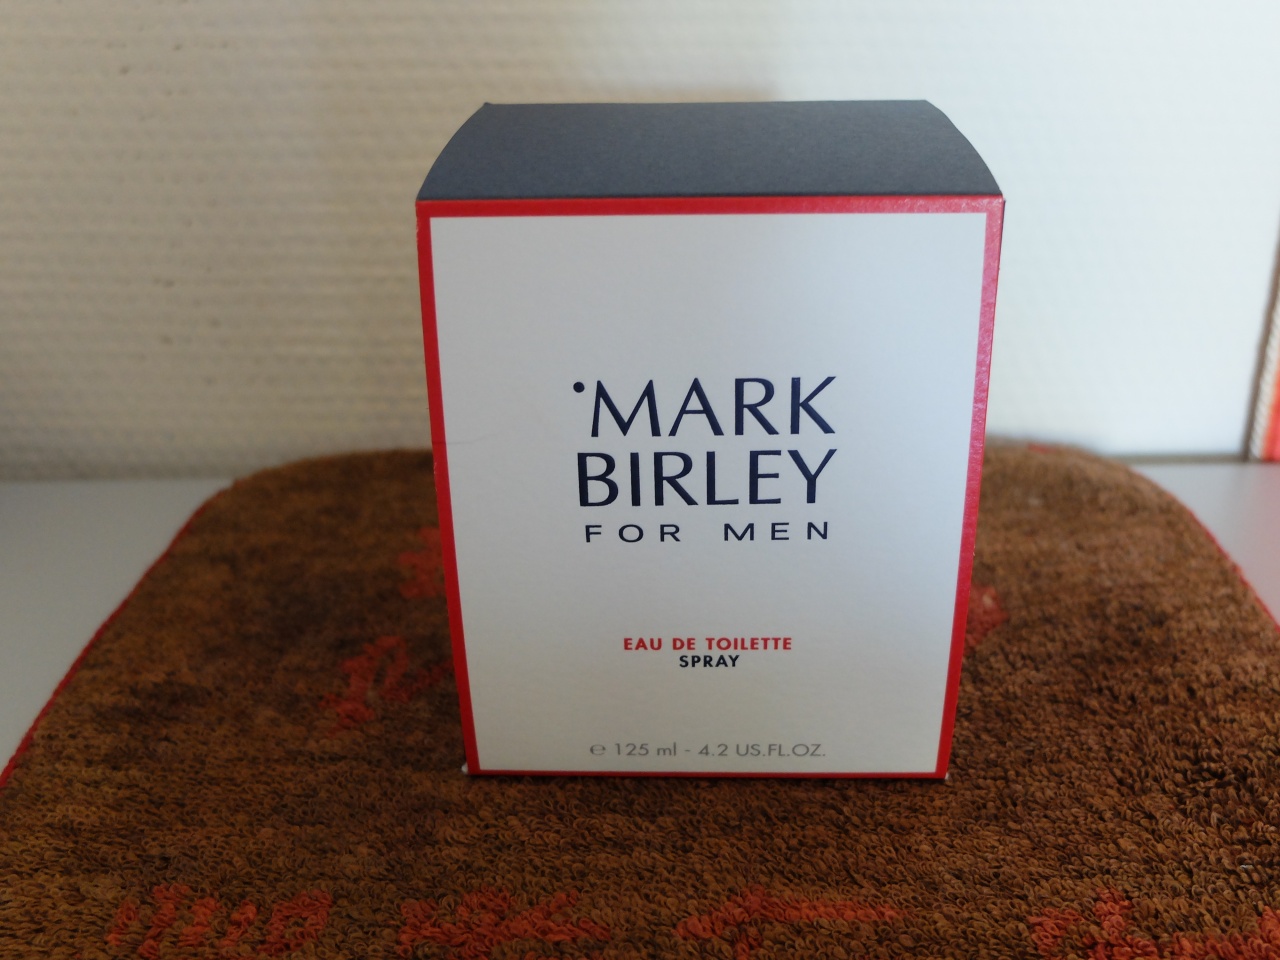 MARK
BIRLEY
FOR MEN
EAU DE TOILETTE
SPRAY
℮ 125 ml - 4.2 US.FL.OZ.